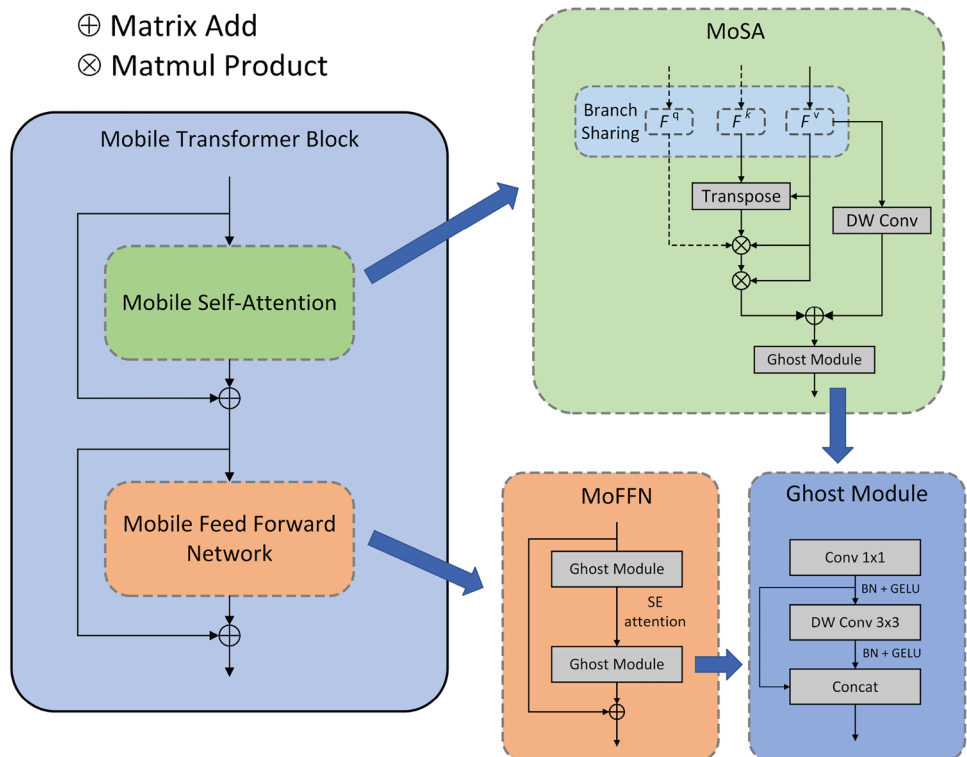 ⊕ Matrix Add
⊗ Matmul Product
Mobile Transformer Block
Mobile Self-Attention
Mobile Feed Forward
Network
MoSA
Branch
Sharing
F q
F k
F v
Transpose
DW Conv
Ghost Module
MoFFN
Ghost Module
SE
attention
Ghost Module
Ghost Module
Conv 1x1
BN + GELU
DW Conv 3x3
BN + GELU
Concat